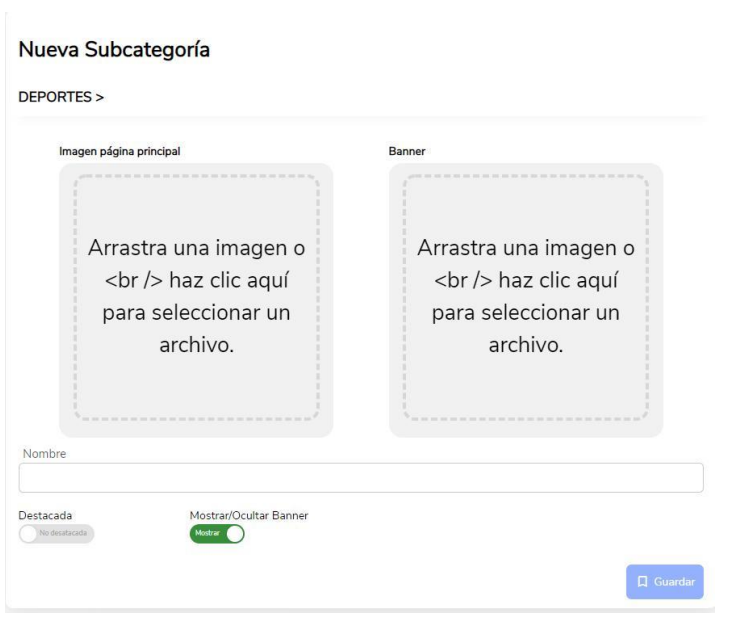 Nueva Subcategoría
DEPORTES >
Imagen página principal
Banner
Arrastra una imagen o
<br /> haz clic aquí
para seleccionar un
archivo.
Arrastra una imagen o
<br /> haz clic aquí
para seleccionar un
archivo.
Nombre
Destacada
Mostrar/Ocultar Banner
No desatacada
Mostrar
Guardar